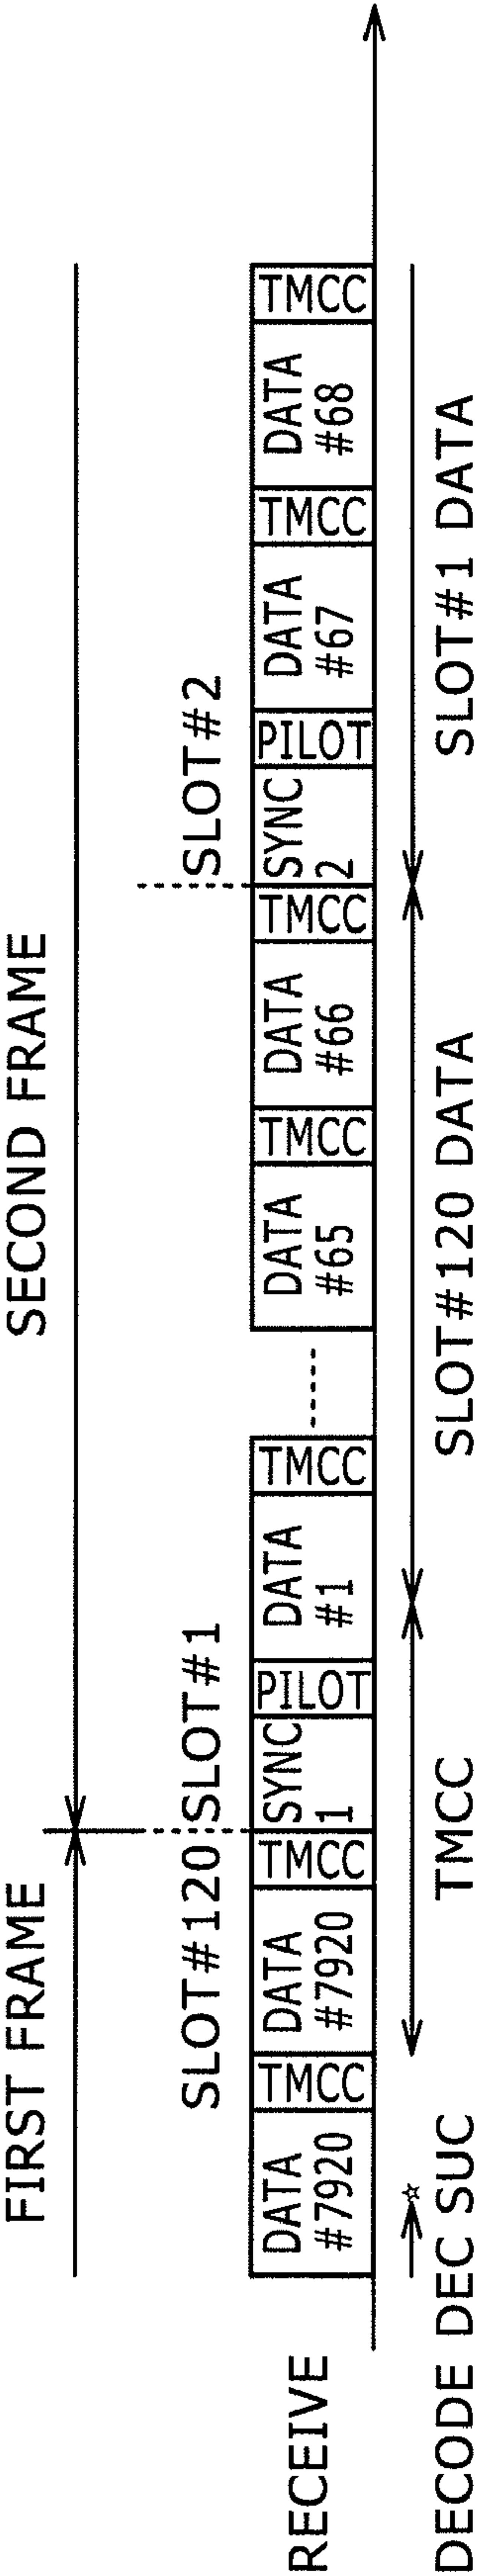 FIRST FRAME
SECOND FRAME
SLOT#120
SLOT#1
SLOT#2
RECEIVE
DATA
#7920
TMCC
DATA
#7920
TMCC
SYNC
1
PILOT
DATA
#1
TMCC
DATA
#65
TMCC
DATA
#66
TMCC
SYNC
2
PILOT
DATA
#67
TMCC
DATA
#68
TMCC
DECODE
DEC SUC
TMCC
SLOT#120 DATA
SLOT#1 DATA